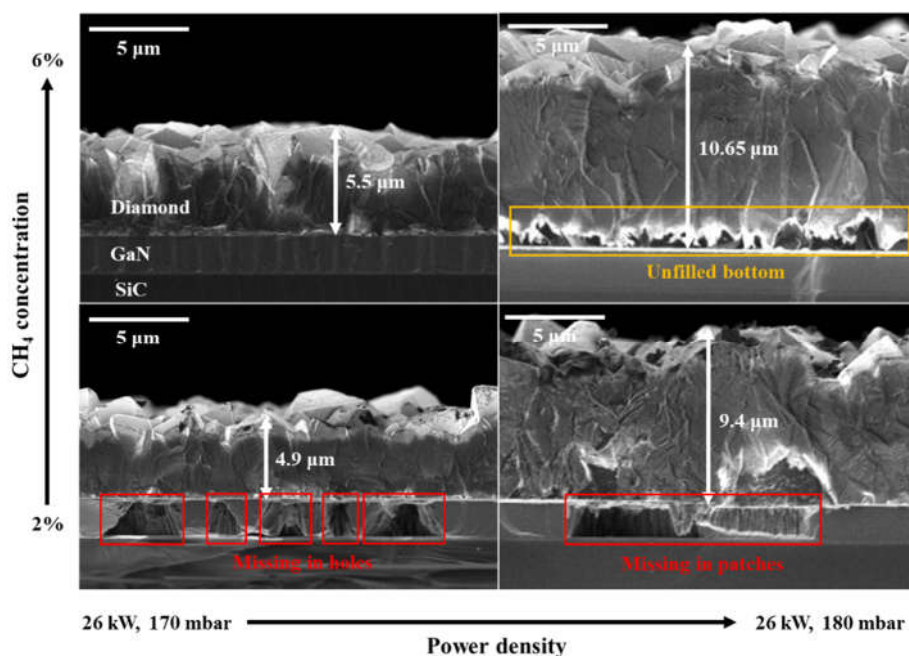 6%
5 µm
5.5 µm
Diamond
GaN
SiC
5 µm
10.65 µm
Unfilled bottom
CH₄ concentration
5 µm
4.9 µm
Missing in holes
5 µm
9.4 µm
Missing in patches
2%
26 kW, 170 mbar
26 kW, 180 mbar
Power density